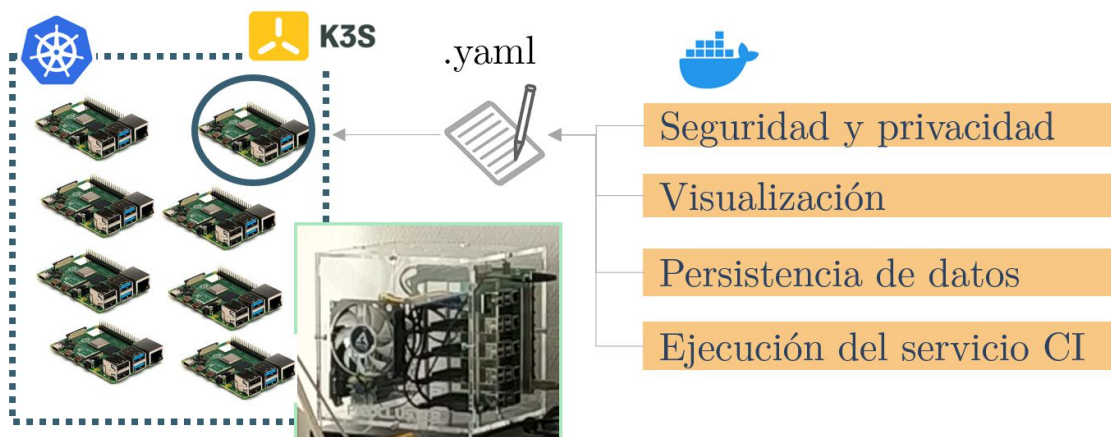 K3S
.yaml
Seguridad y privacidad
Visualización
Persistencia de datos
Ejecución del servicio CI